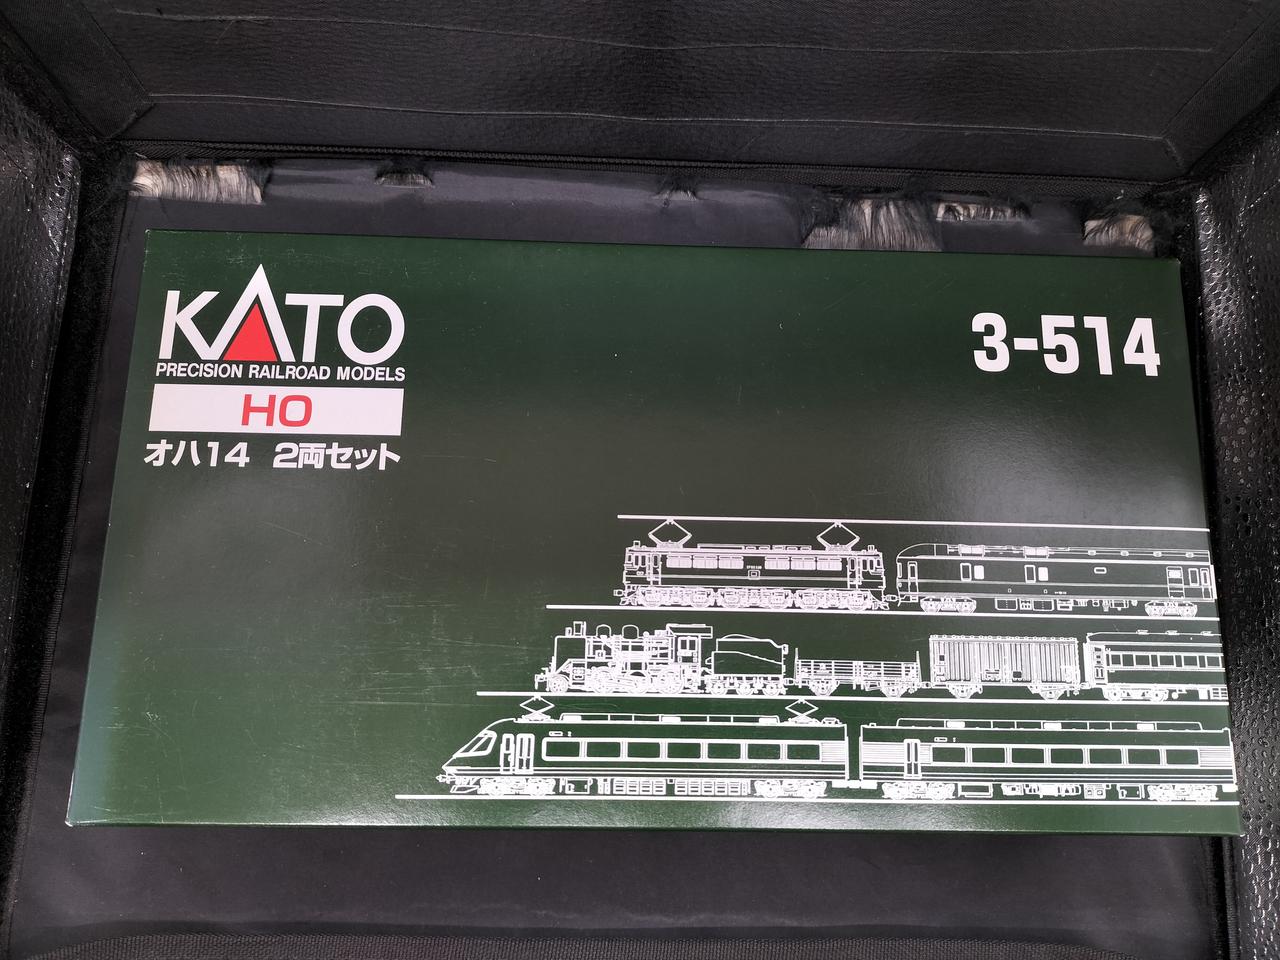 KATO
PRECISION RAILROAD MODELS
HO
オハ14 2両セット
3-514